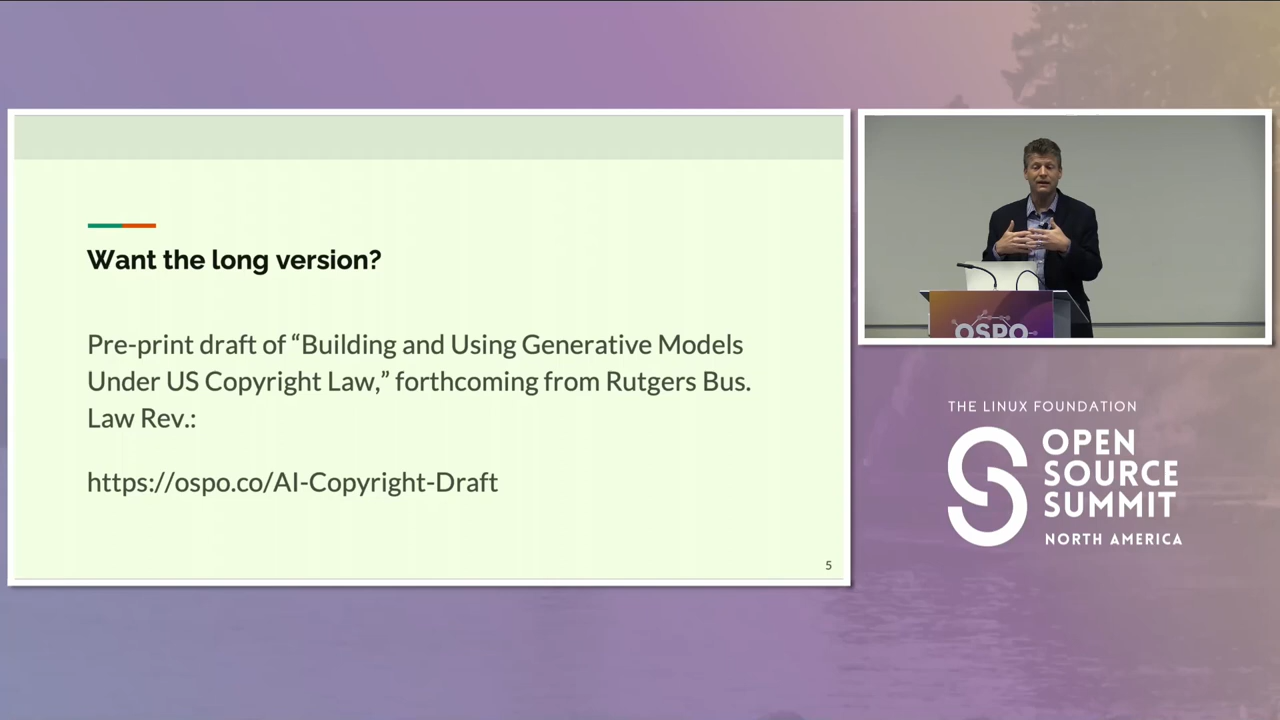 Want the long version?
Pre-print draft of “Building and Using Generative Models
Under US Copyright Law,” forthcoming from Rutgers Bus.
Law Rev.:
https://ospo.co/AI-Copyright-Draft
5
OSPO
THE LINUX FOUNDATION
OPEN
SOURCE
SUMMIT
NORTH AMERICA